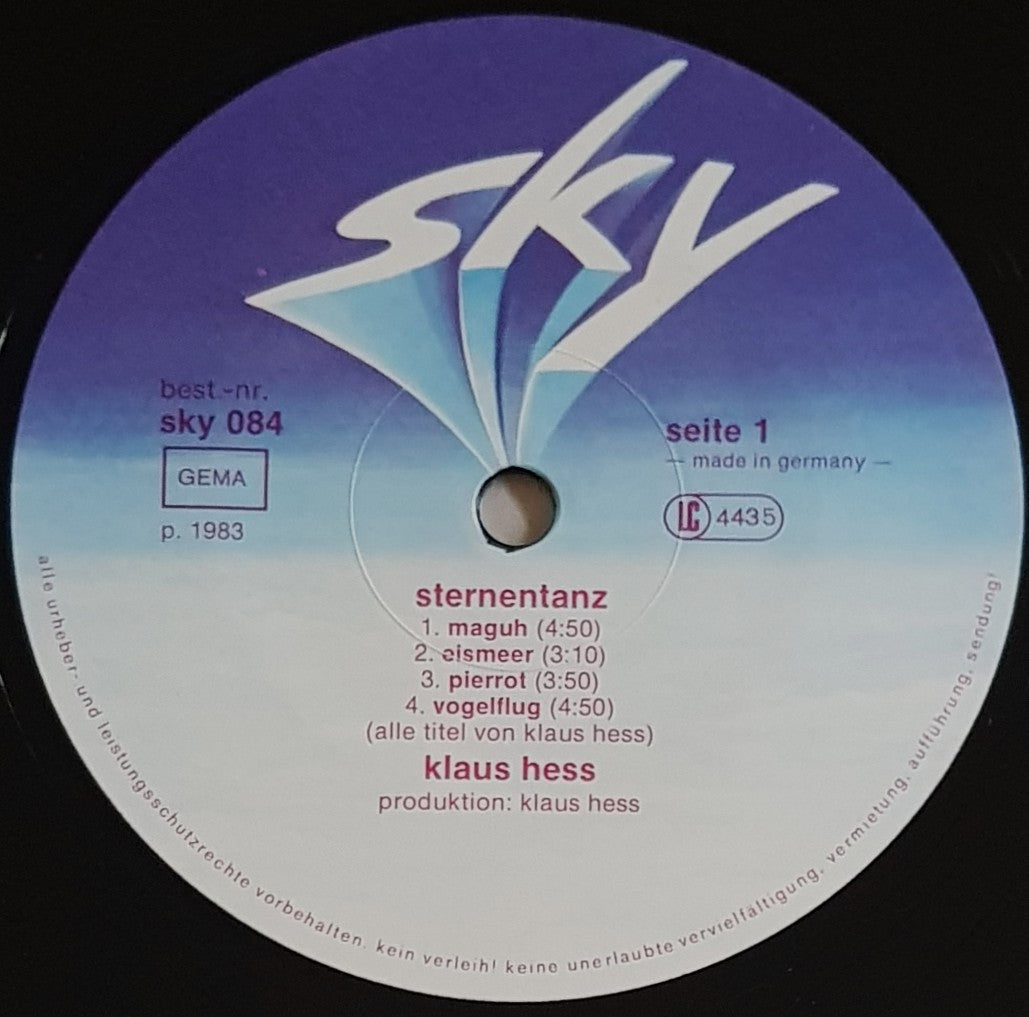 sky
best.-nr.
sky 084
GEMA
p. 1983
seite 1
— made in germany —
LC 4435
sternentanz
1. maguh (4:50)
2. eismeer (3:10)
3. pierrot (3:50)
4. vogelflug (4:50)
(alle titel von klaus hess)
klaus hess
produktion: klaus hess
alle urheber- und leistungsschutzrechte vorbehalten. kein verleih! keine unerlaubte vervielfältigung, vermietung, aufführung, sendung!